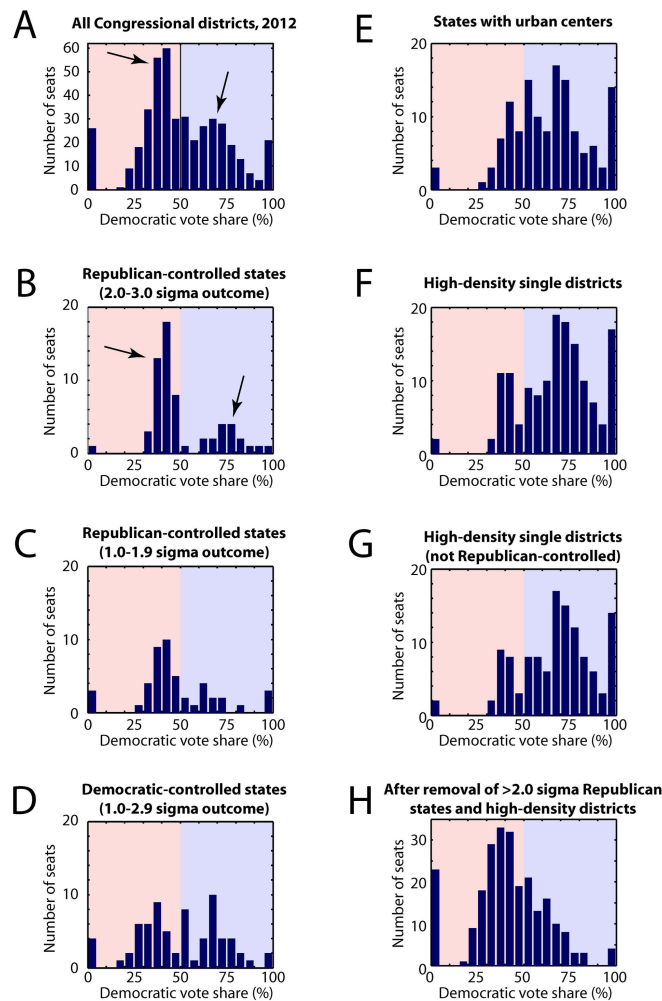 A
All Congressional districts, 2012
60
50
40
30
20
10
0
Number of seats
0 25 50 75 100
Democratic vote share (%)
B
Republican-controlled states
(2.0-3.0 sigma outcome)
20
10
0
Number of seats
0 25 50 75 100
Democratic vote share (%)
C
Republican-controlled states
(1.0-1.9 sigma outcome)
20
10
0
Number of seats
0 25 50 75 100
Democratic vote share (%)
D
Democratic-controlled states
(1.0-2.9 sigma outcome)
20
10
0
Number of seats
0 25 50 75 100
Democratic vote share (%)
E
States with urban centers
20
10
0
Number of seats
0 25 50 75 100
Democratic vote share (%)
F
High-density single districts
20
10
0
Number of seats
0 25 50 75 100
Democratic vote share (%)
G
High-density single districts
(not Republican-controlled)
20
10
0
Number of seats
0 25 50 75 100
Democratic vote share (%)
H
After removal of >2.0 sigma Republican
states and high-density districts
30
20
10
0
Number of seats
0 25 50 75 100
Democratic vote share (%)